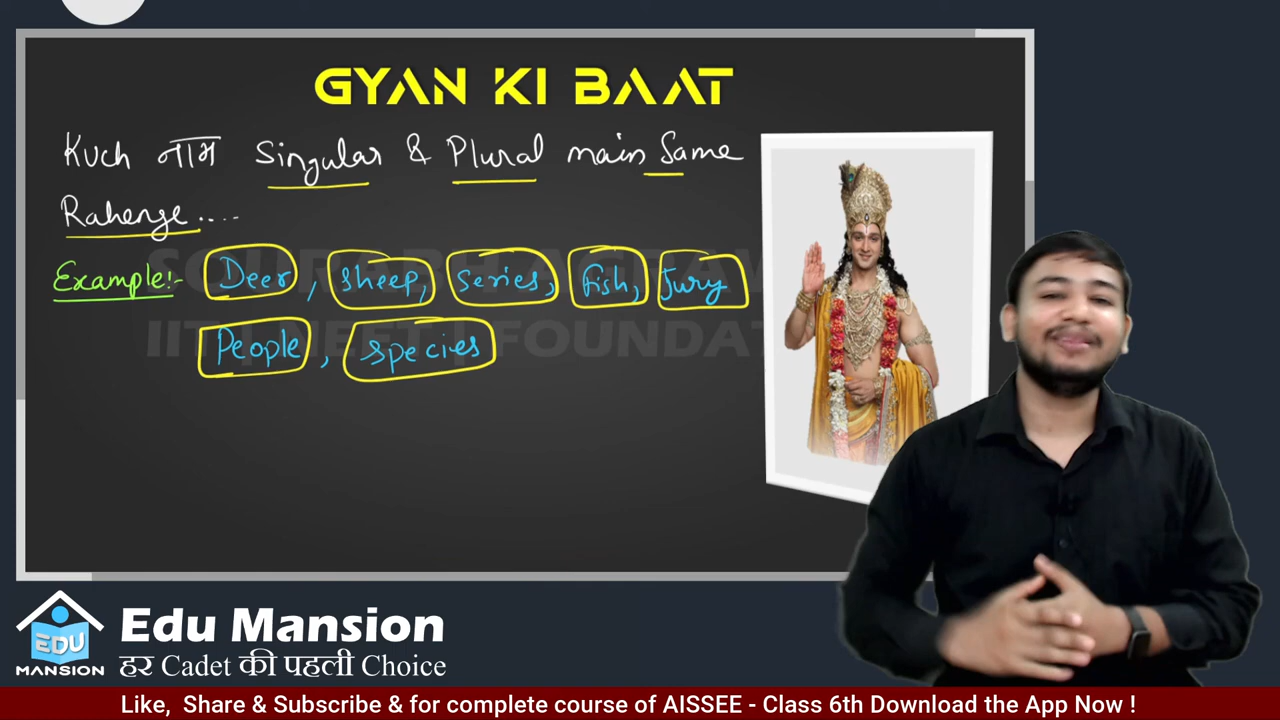 GYAN KI BAAT
Kuch नाम Singular & Plural main Same
Rahenge....
Example:- Deer, Sheep, Series, fish, Jury
People, species
EDU
MANSION
Edu Mansion
हर Cadet की पहली Choice
Like, Share & Subscribe & for complete course of AISSEE - Class 6th Download the App Now !